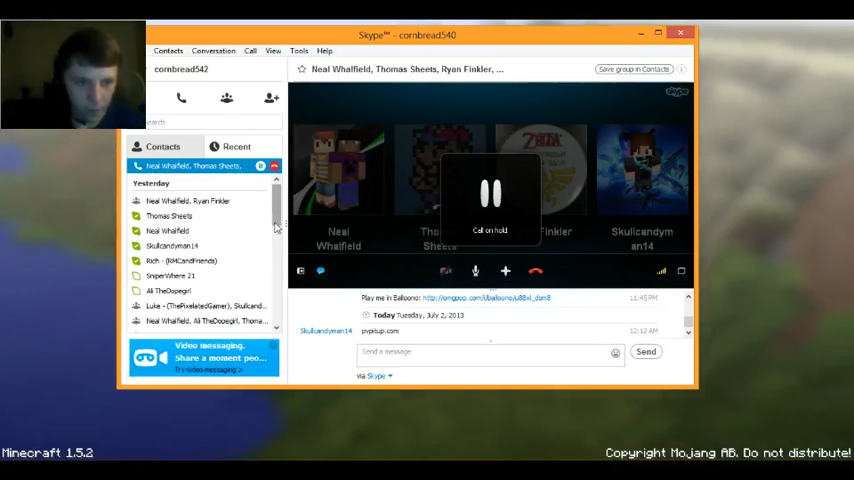 Skype™ - cornbread540
Contacts Conversation Call View Tools Help
cornbread542
Neal Whalfield, Thomas Sheets, Ryan Finkler, ...
Save group in Contacts
skype
Search
Contacts
Recent
Neal Whalfield, Thomas Sheets,
Yesterday
Neal Whalfield, Ryan Finkler
Thomas Sheets
Neal Whalfield
Skullcandyman14
Rich - (RMCandFriends)
SniperWhere 21
Ali TheDopegirl
Luke - (ThePixelatedGamer), Skullcand...
Neal Whalfield, Ali TheDopegirl, Thoma...
Video messaging.
Share a moment peo...
Try video messaging >
Call on hold
Neal
Whalfield
Sheets
Finkler
Skullcandym
an14
Play me in Balloono: 11:45 PM
Today Tuesday, July 2, 2013
Skullcandyman14 pvpitup.com 12:12 AM
Send a message
Send
via Skype
Minecraft 1.5.2
Copyright Mojang AB. Do not distribute!